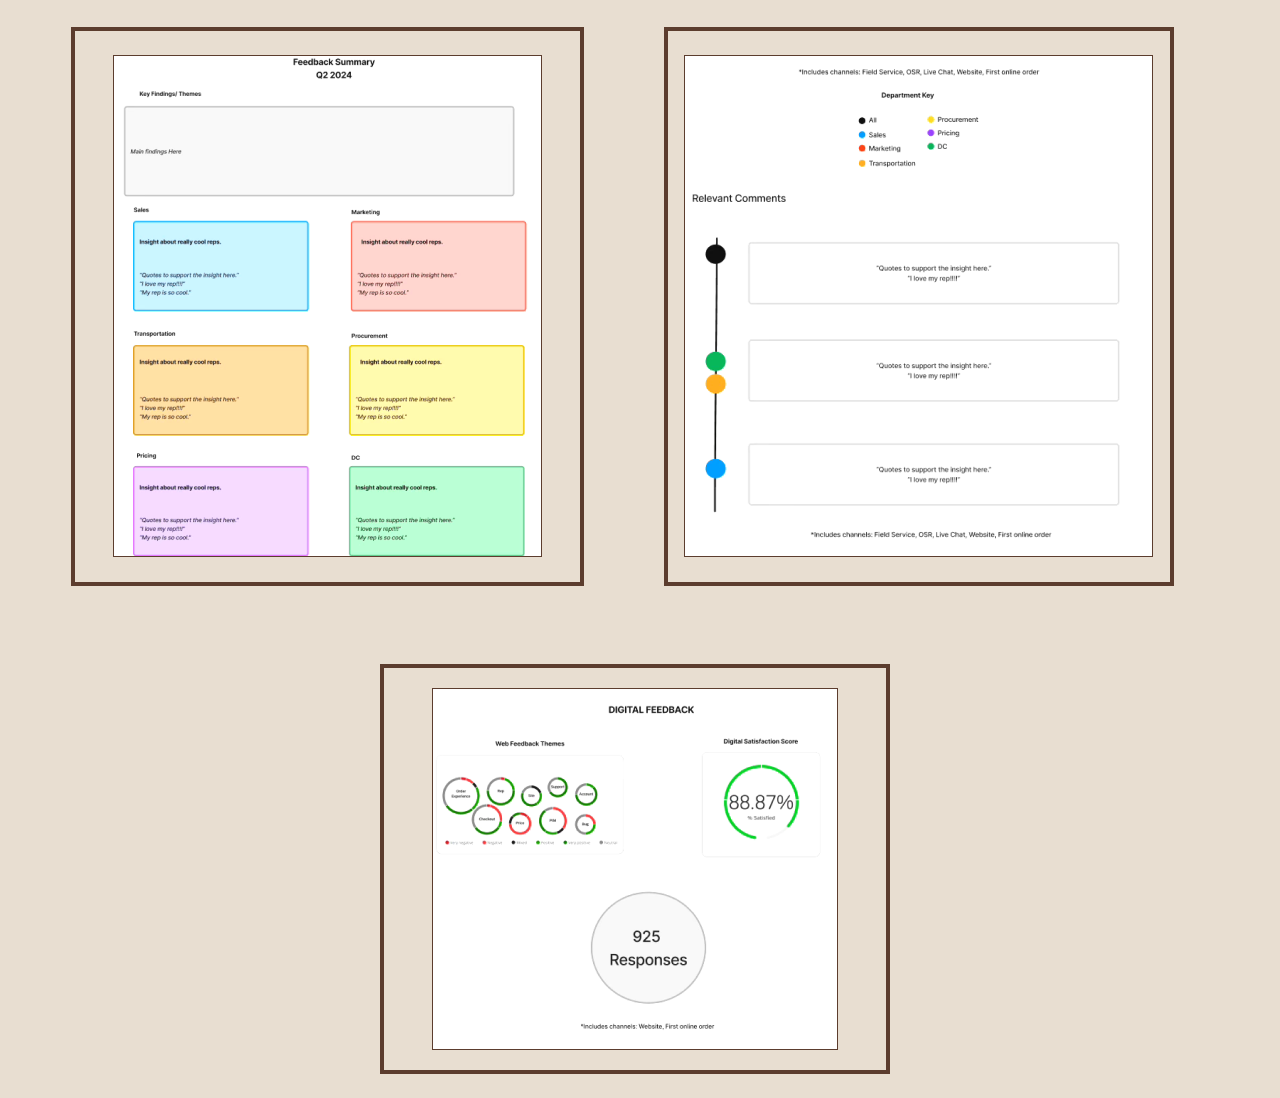 Feedback Summary
Q2 2024
Key Findings/ Themes
Main findings Here
Sales
Insight about really cool reps.
"Quotes to support the insight here."
"I love my rep!!!!"
"My rep is so cool."
Marketing
Insight about really cool reps.
"Quotes to support the insight here."
"I love my rep!!!!"
"My rep is so cool."
Transportation
Insight about really cool reps.
"Quotes to support the insight here."
"I love my rep!!!!"
"My rep is so cool."
Procurement
Insight about really cool reps.
"Quotes to support the insight here."
"I love my rep!!!!"
"My rep is so cool."
Pricing
Insight about really cool reps.
"Quotes to support the insight here."
"I love my rep!!!!"
"My rep is so cool."
DC
Insight about really cool reps.
"Quotes to support the insight here."
"I love my rep!!!!"
"My rep is so cool."
*Includes channels: Field Service, OSR, Live Chat, Website, First online order
Department Key
All
Sales
Marketing
Transportation
Procurement
Pricing
DC
Relevant Comments
"Quotes to support the insight here."
"I love my rep!!!!"
"Quotes to support the insight here."
"I love my rep!!!!"
"Quotes to support the insight here."
"I love my rep!!!!"
*Includes channels: Field Service, OSR, Live Chat, Website, First online order
DIGITAL FEEDBACK
Web Feedback Themes
Order
Experience
Rep
Site
Support
Account
Checkout
Price
Bug
Very negative
Negative
Mixed
Positive
Very positive
Neutral
Digital Satisfaction Score
88.87%
% Satisfied
925
Responses
*Includes channels: Website, First online order